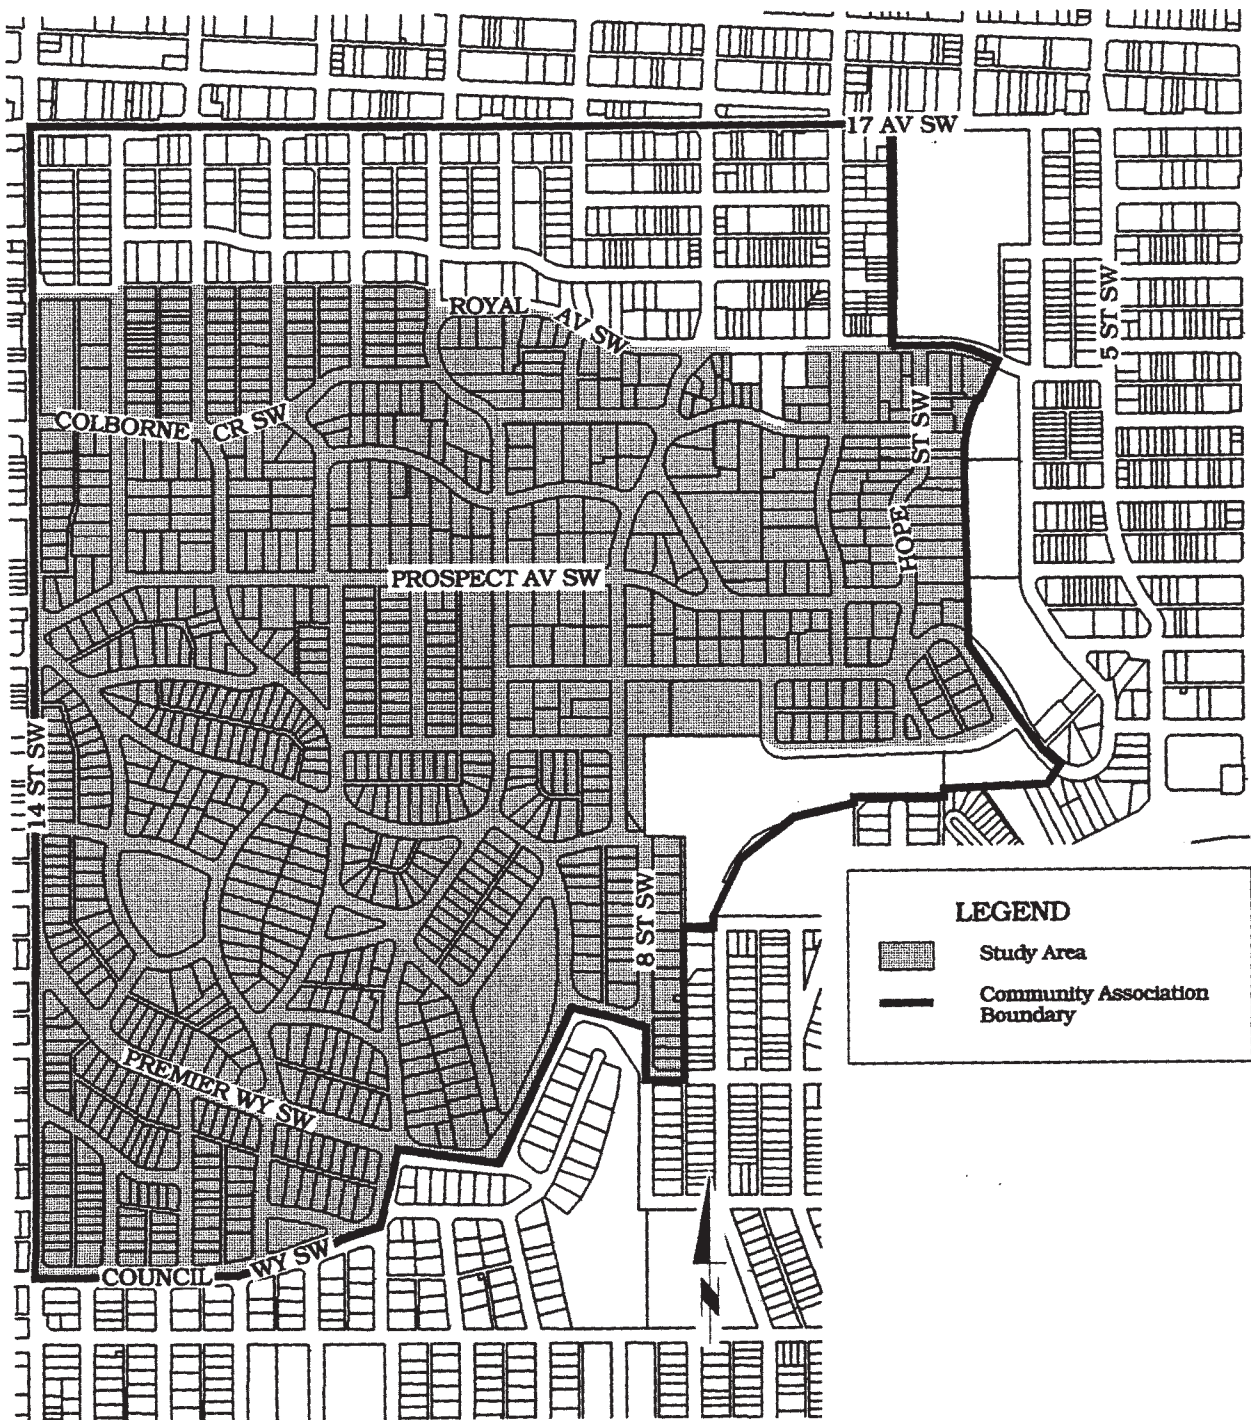 17 AV SW
5 ST SW
ROYAL AV SW
ST SW
COLBORNE CR SW
HOPE
PROSPECT AV SW
14 ST SW
8 ST SW
LEGEND
Study Area
Community Association
Boundary
PREMIER WY SW
COUNCIL WY SW